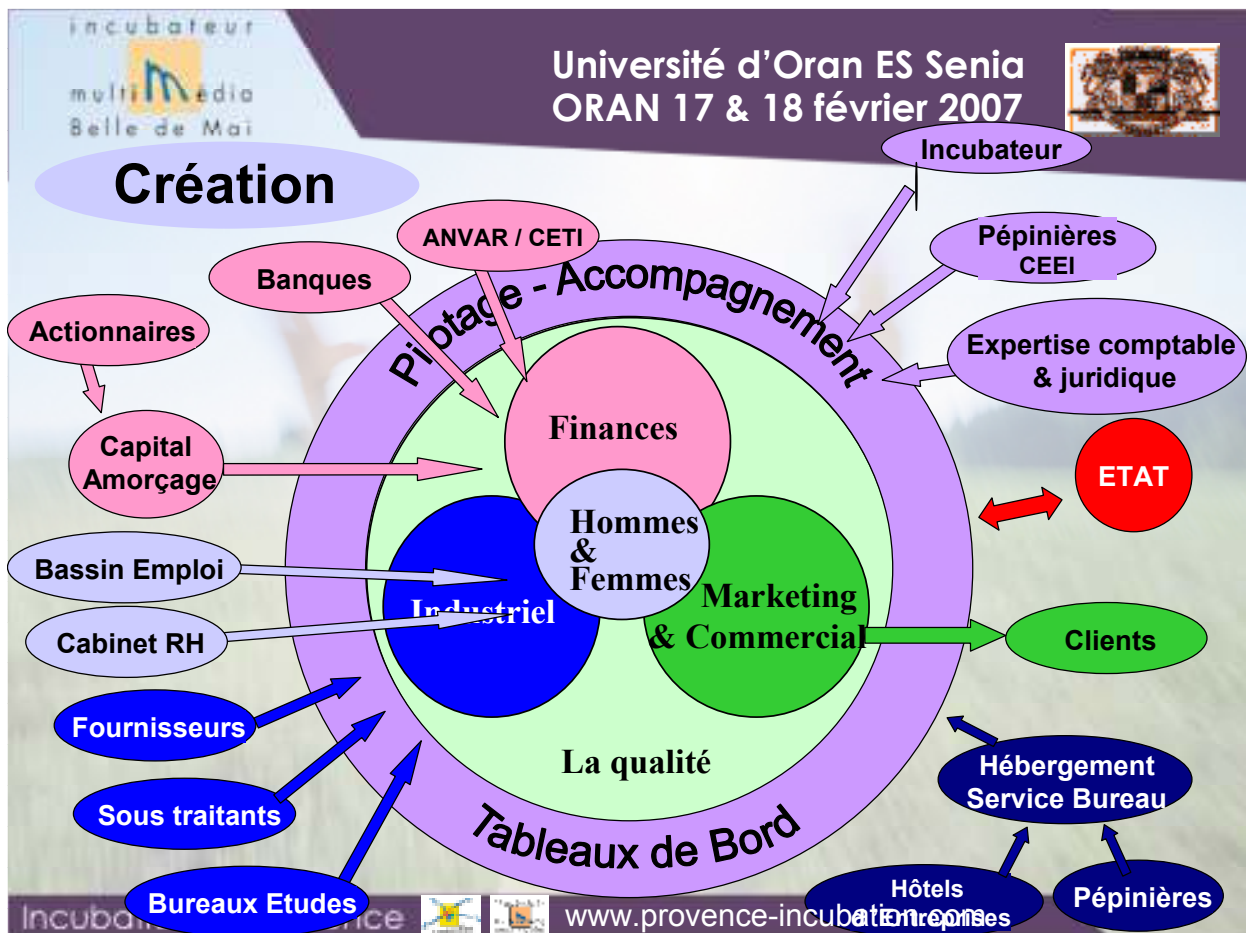 incubateur
multimédia
Belle de Mai
Université d'Oran ES Senia
ORAN 17 & 18 février 2007
Création
Incubateur
ANVAR / CETI
Pépinières
CEEI
Banques
Pilotage - Accompagnement
Actionnaires
Expertise comptable
& juridique
Finances
Capital
Amorçage
ETAT
Hommes
&
Femmes
Bassin Emploi
Industriel
Marketing
& Commercial
Cabinet RH
Clients
Fournisseurs
La qualité
Hébergement
Service Bureau
Sous traitants
Tableaux de Bord
Hôtels
Entreprises
Pépinières
Bureaux Etudes
www.provence-incubation.com